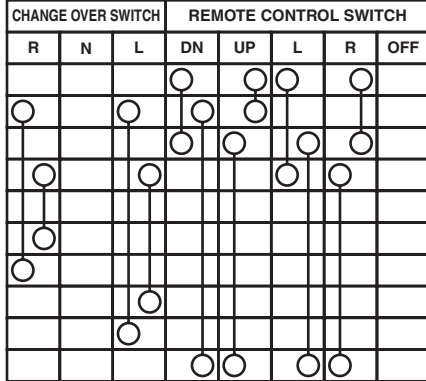 CHANGE OVER SWITCH REMOTE CONTROL SWITCH
R N L DN UP L R OFF